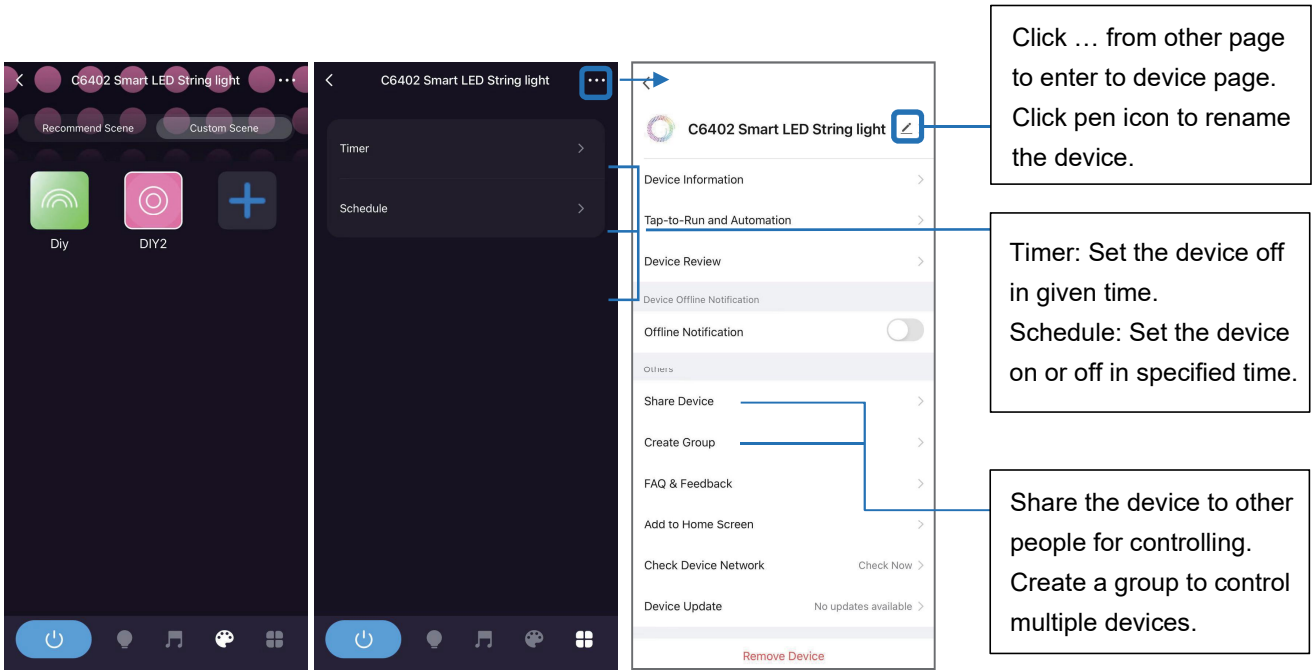 C6402 Smart LED String light ...
Recommend Scene
Custom Scene
Diy
DIY2
C6402 Smart LED String light ...
Timer
Schedule
C6402 Smart LED String light
Device Information
Tap-to-Run and Automation
Device Review
Device Offline Notification
Offline Notification
Others
Share Device
Create Group
FAQ & Feedback
Add to Home Screen
Check Device Network Check Now
Device Update No updates available
Remove Device
Click … from other page
to enter to device page.
Click pen icon to rename
the device.
Timer: Set the device off
in given time.
Schedule: Set the device
on or off in specified time.
Share the device to other
people for controlling.
Create a group to control
multiple devices.